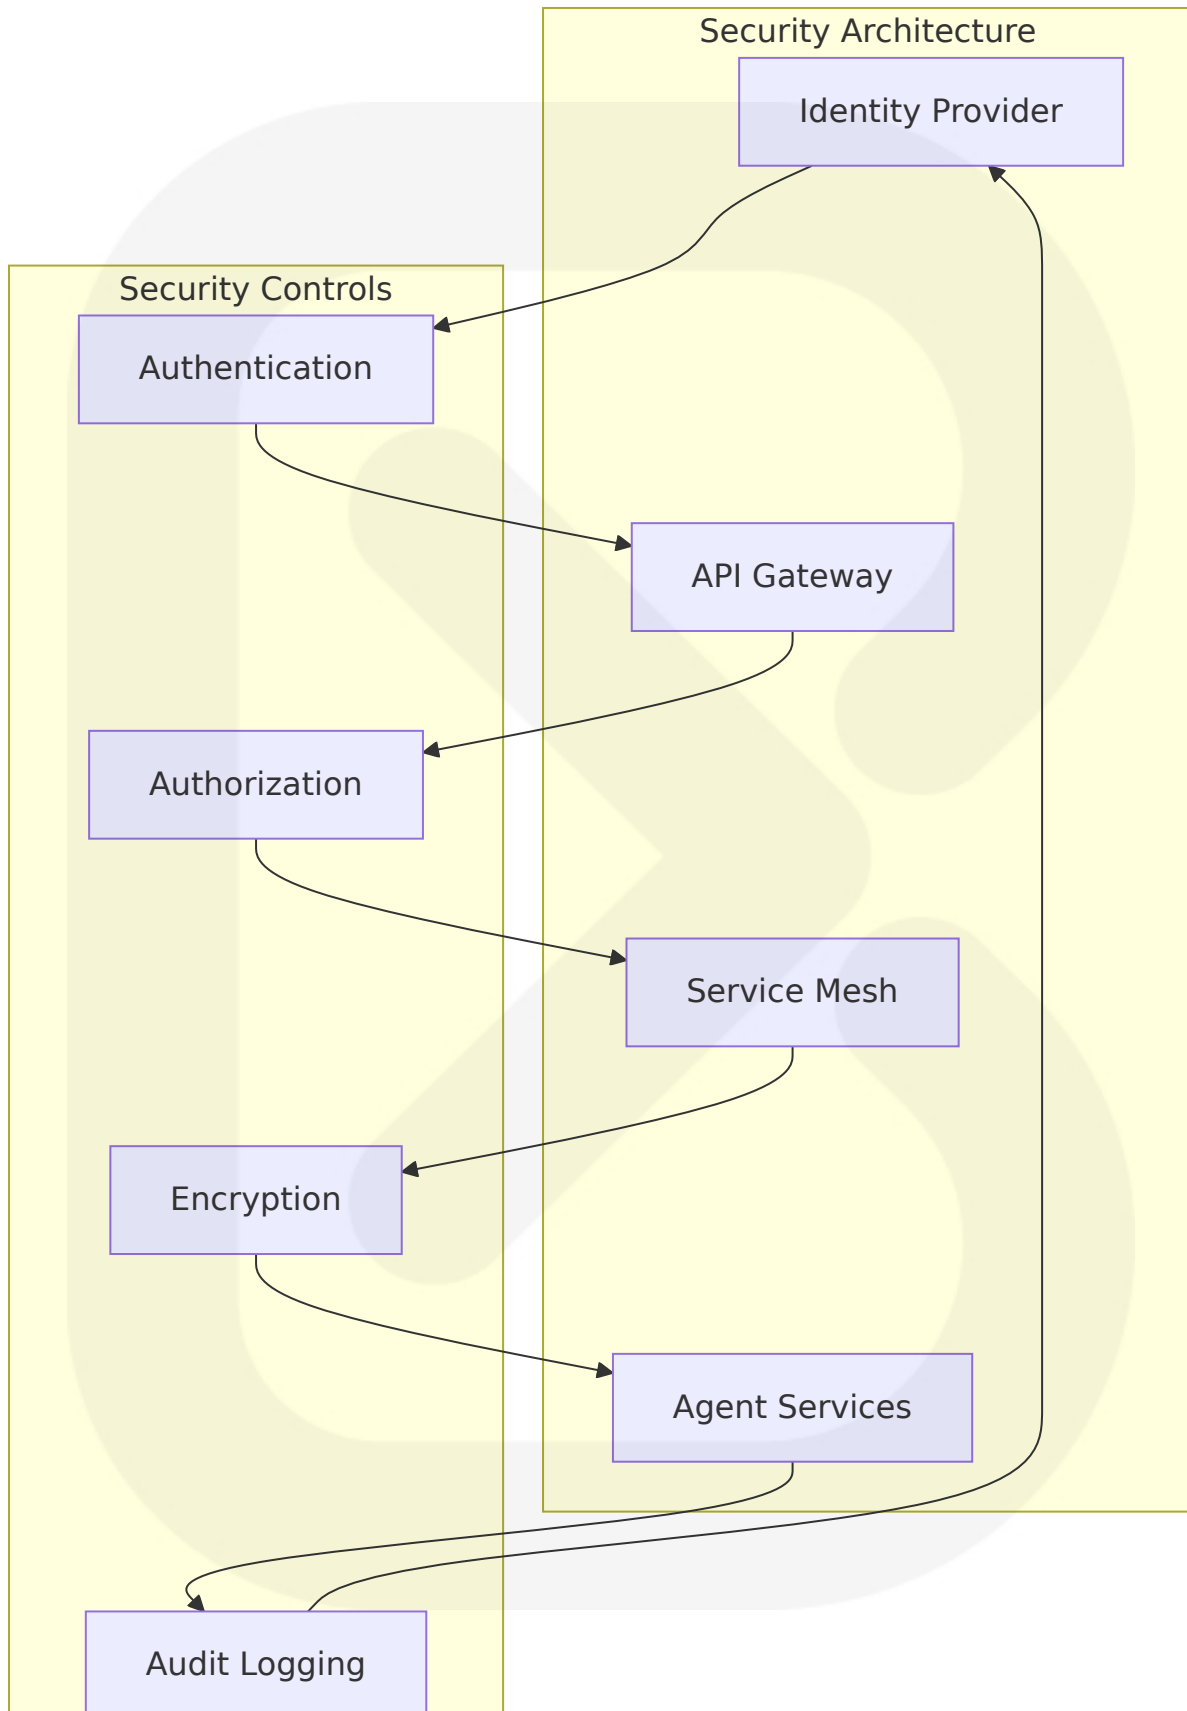 Security Architecture
Identity Provider
Security Controls
Authentication
API Gateway
Authorization
Service Mesh
Encryption
Agent Services
Audit Logging